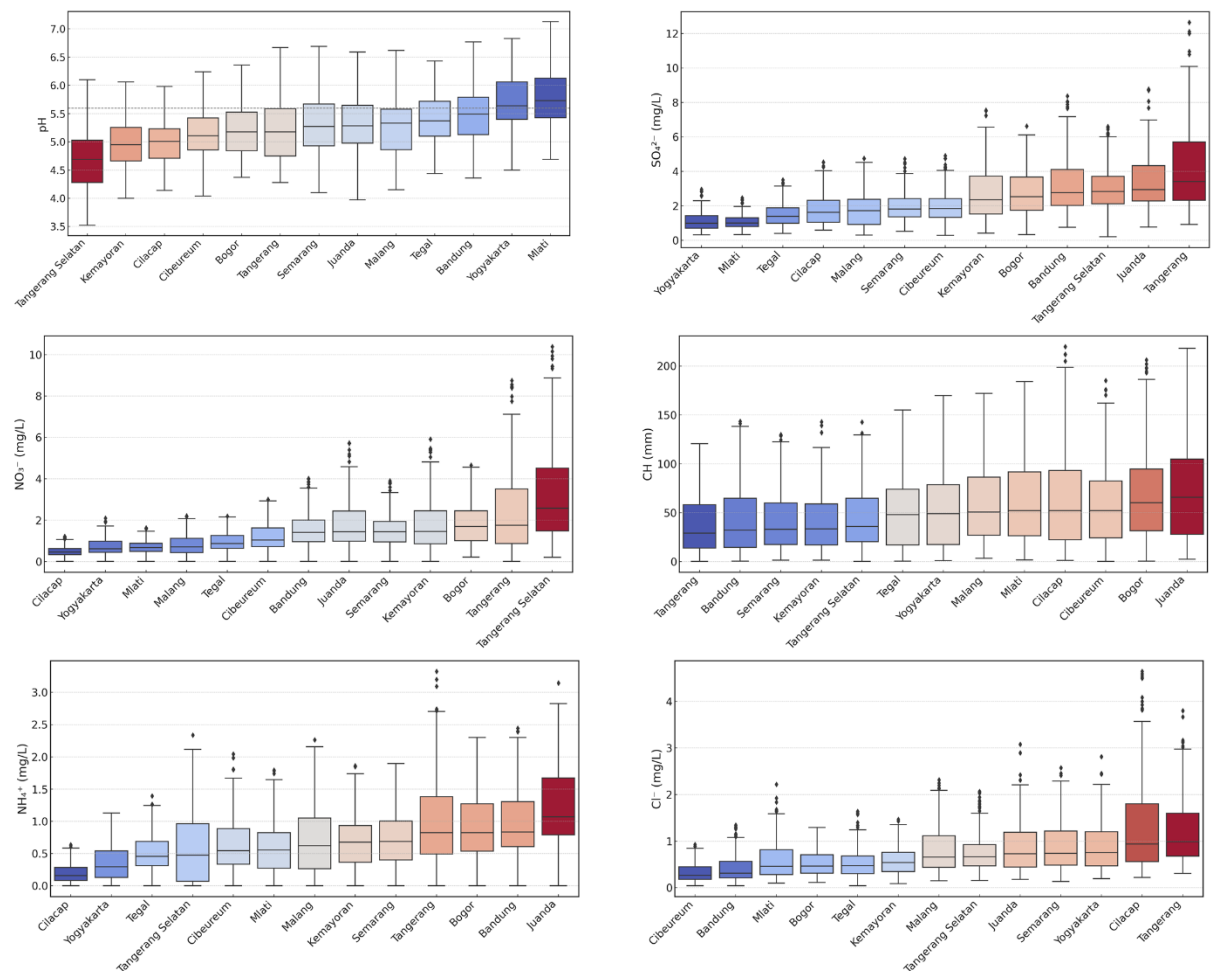 pH
7.0
6.5
6.0
5.5
5.0
4.5
4.0
3.5
Tangerang Selatan
Kemayoran
Cilacap
Cibeureum
Bogor
Tangerang
Semarang
Juanda
Malang
Tegal
Bandung
Yogyakarta
Mlati
SO₄²⁻ (mg/L)
12
10
8
6
4
2
0
Yogyakarta
Mlati
Tegal
Cilacap
Malang
Semarang
Cibeureum
Kemayoran
Bogor
Bandung
Tangerang Selatan
Juanda
Tangerang
NO₃⁻ (mg/L)
10
8
6
4
2
0
Cilacap
Yogyakarta
Mlati
Malang
Tegal
Cibeureum
Bandung
Juanda
Semarang
Kemayoran
Bogor
Tangerang
Tangerang Selatan
CH (mm)
200
150
100
50
0
Tangerang
Bandung
Semarang
Kemayoran
Tangerang Selatan
Tegal
Yogyakarta
Malang
Mlati
Cilacap
Cibeureum
Bogor
Juanda
NH₄⁺ (mg/L)
3.0
2.5
2.0
1.5
1.0
0.5
0.0
Cilacap
Yogyakarta
Tegal
Tangerang Selatan
Cibeureum
Mlati
Malang
Kemayoran
Semarang
Tangerang
Bogor
Bandung
Juanda
Cl⁻ (mg/L)
4
3
2
1
0
Cibeureum
Bandung
Mlati
Bogor
Tegal
Kemayoran
Malang
Tangerang Selatan
Juanda
Semarang
Yogyakarta
Cilacap
Tangerang